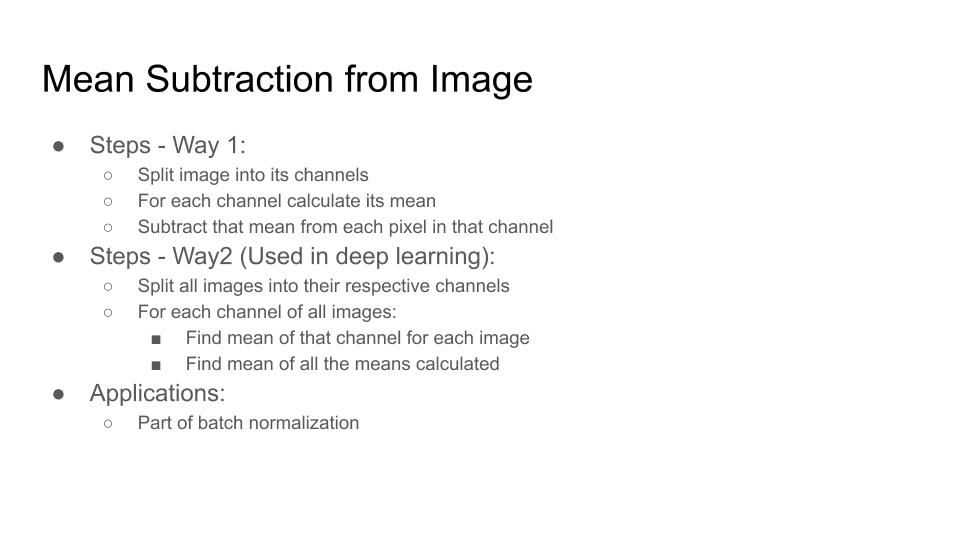 Mean Subtraction from Image
● Steps - Way 1:
○ Split image into its channels
○ For each channel calculate its mean
○ Subtract that mean from each pixel in that channel
● Steps - Way2 (Used in deep learning):
○ Split all images into their respective channels
○ For each channel of all images:
■ Find mean of that channel for each image
■ Find mean of all the means calculated
● Applications:
○ Part of batch normalization